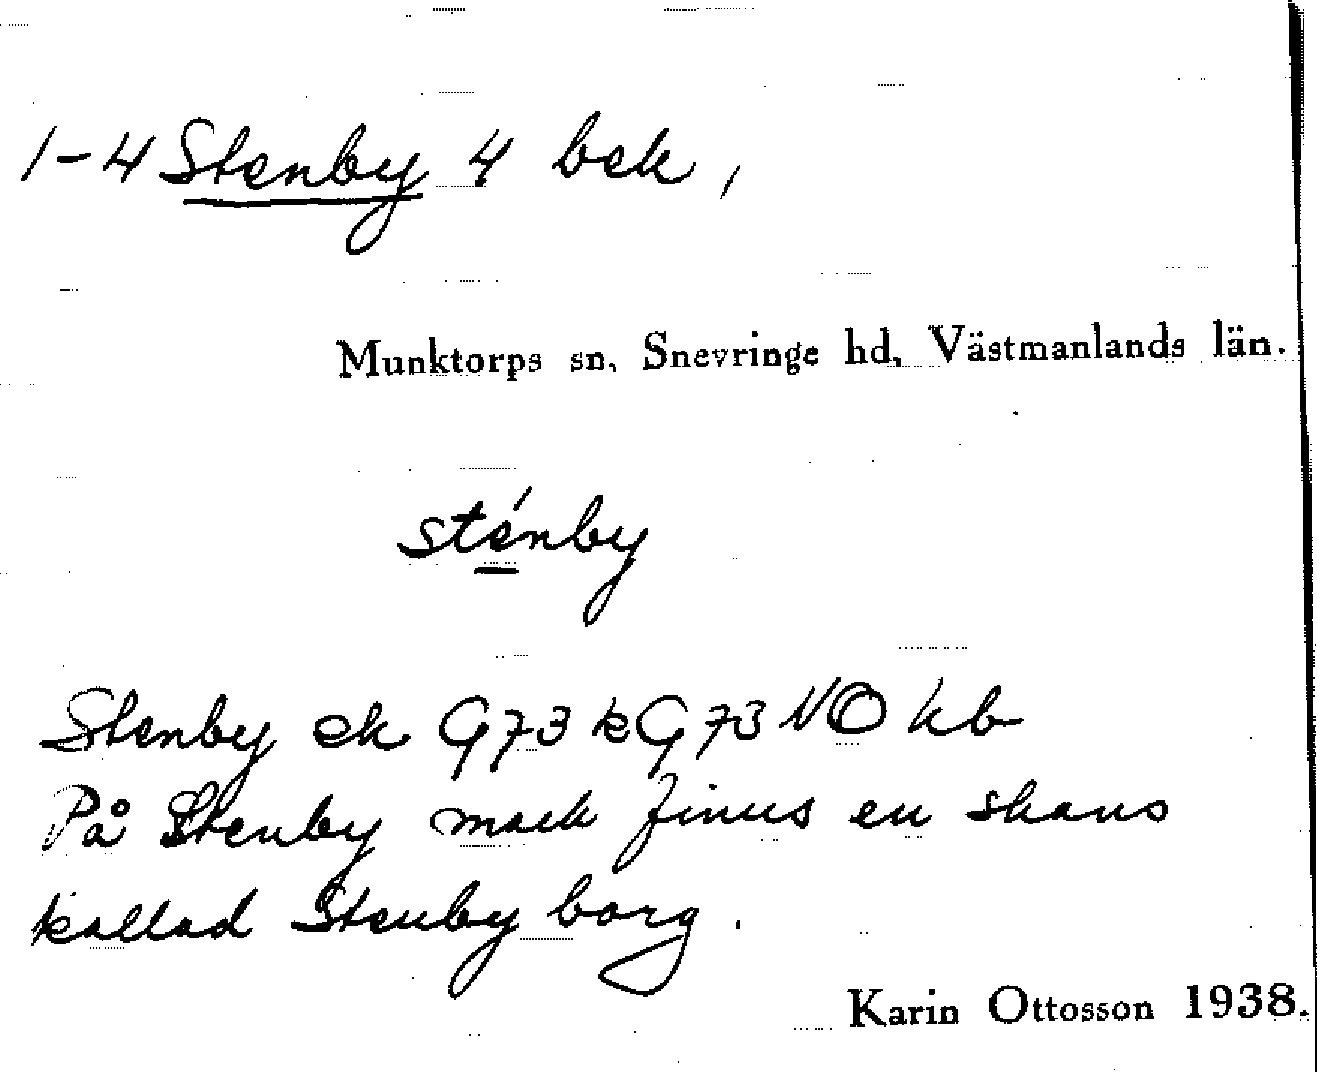 1-4 Stenby 4 bek,
Munktorps sn, Snevringe hd, Västmanlands län.
sténby
Stenby ek G73 k G73 NO kb
På Stenby mark finns en skans
kallad Stenby borg.
Karin Ottosson 1938.